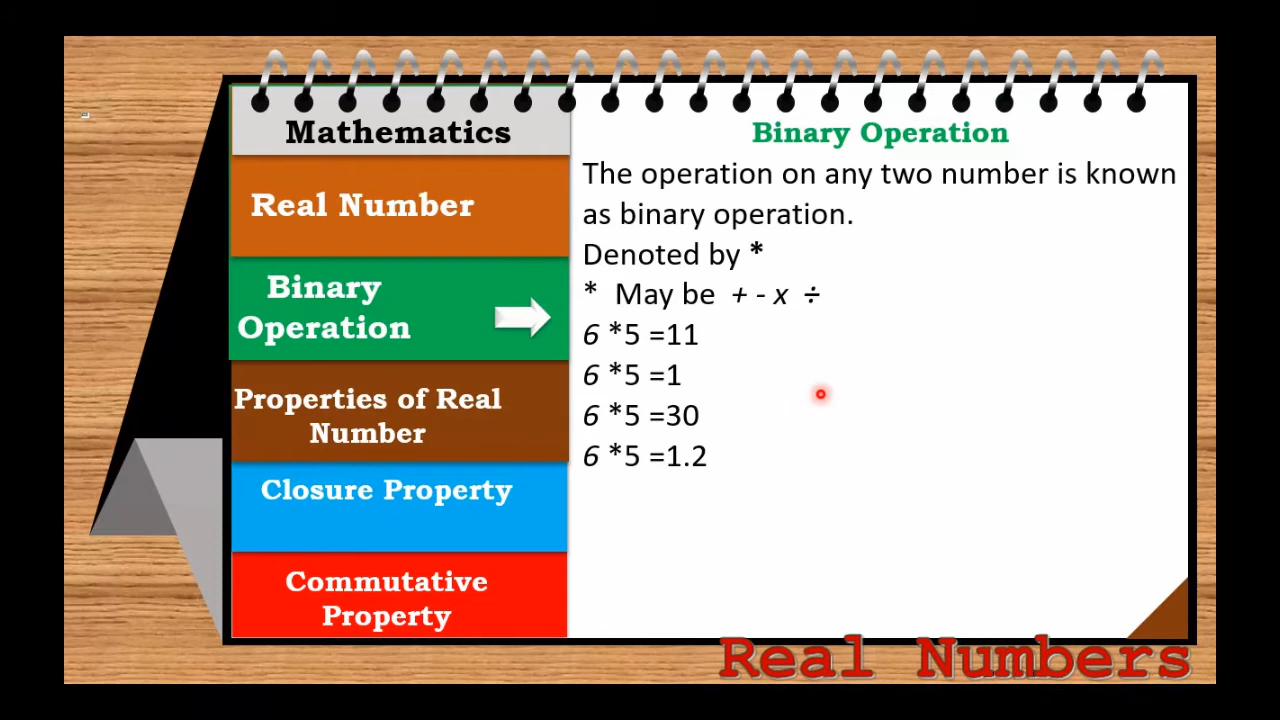 Mathematics
Real Number
Binary
Operation
Properties of Real
Number
Closure Property
Commutative
Property
Binary Operation
The operation on any two number is known
as binary operation.
Denoted by *
* May be + - x ÷
6 *5 =11
6 *5 =1
6 *5 =30
6 *5 =1.2
Real Numbers